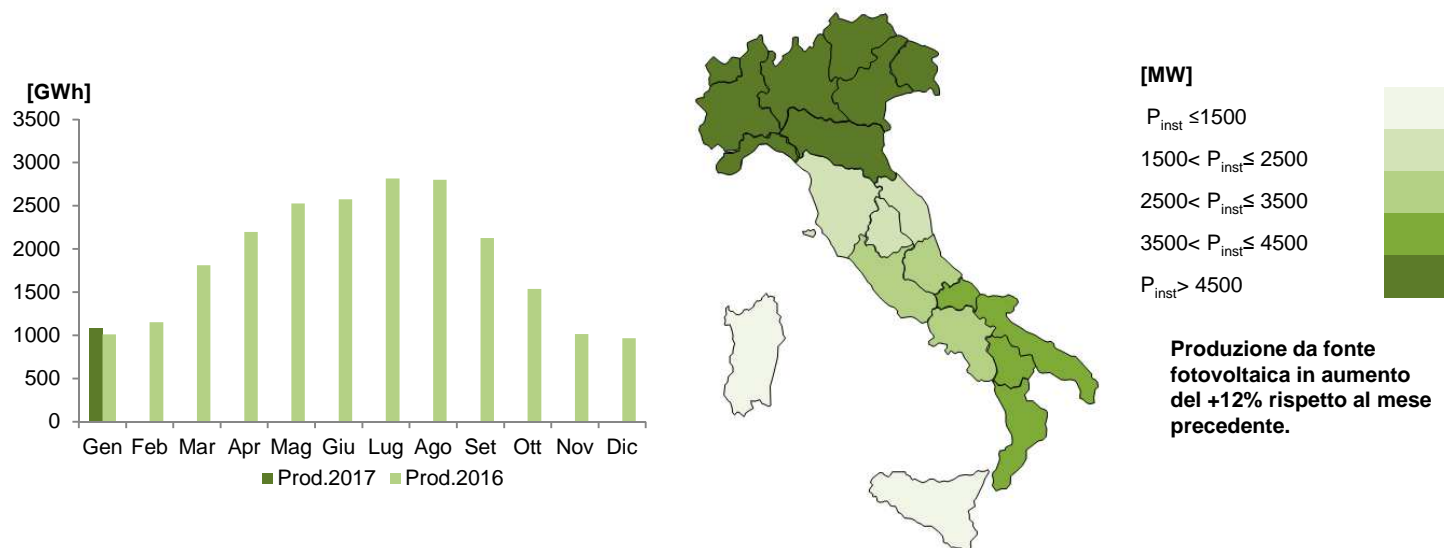 [GWh]
3500
3000
2500
2000
1500
1000
500
0
Gen Feb Mar Apr Mag Giu Lug Ago Set Ott Nov Dic
Prod.2017 Prod.2016
[MW]
Pinst ≤1500
1500< Pinst≤ 2500
2500< Pinst≤ 3500
3500< Pinst≤ 4500
Pinst> 4500
Produzione da fonte
fotovoltaica in aumento
del +12% rispetto al mese
precedente.